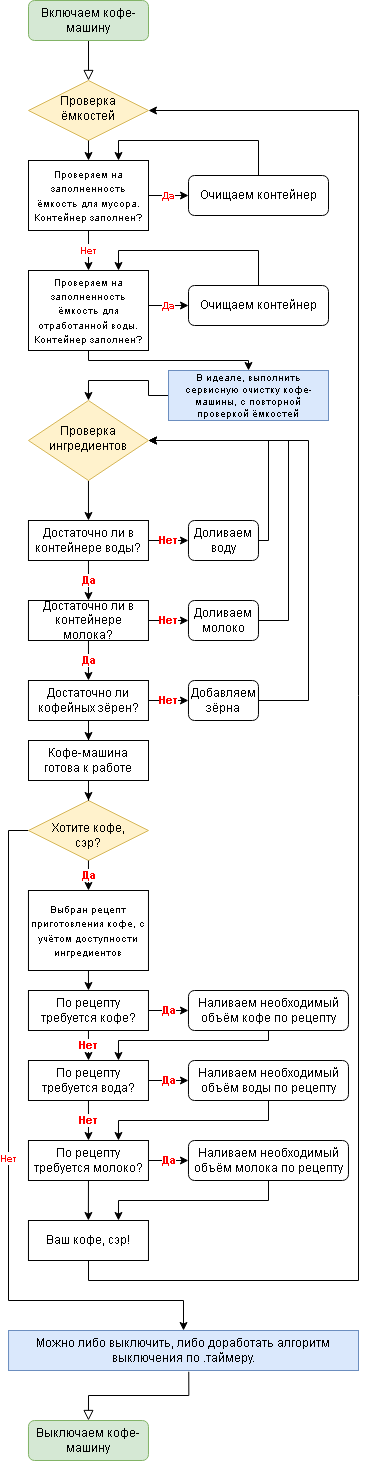 Включаем кофе-
машину
Проверка
ёмкостей
Проверяем на
заполненность
ёмкость для мусора.
Контейнер заполнен?
Да
Очищаем контейнер
Нет
Проверяем на
заполненность
ёмкость для
отработанной воды.
Контейнер заполнен?
Да
Очищаем контейнер
В идеале, выполнить
сервисную очистку кофе-
машины, с повторной
проверкой ёмкостей
Проверка
ингредиентов
Достаточно ли в
контейнере воды?
Нет
Доливаем
воду
Да
Достаточно ли в
контейнере
молока?
Нет
Доливаем
молоко
Да
Достаточно ли
кофейных зёрен?
Нет
Добавляем
зёрна
Кофе-машина
готова к работе
Хотите кофе,
сэр?
Да
Выбран рецепт
приготовления кофе, с
учётом доступности
ингредиентов
По рецепту
требуется кофе?
Да
Наливаем необходимый
объём кофе по рецепту
Нет
По рецепту
требуется вода?
Да
Наливаем необходимый
объём воды по рецепту
Нет
По рецепту
требуется молоко?
Да
Наливаем необходимый
объём молока по рецепту
Нет
Ваш кофе, сэр!
Можно либо выключить, либо доработать алгоритм
выключения по .таймеру.
Выключаем кофе-
машину